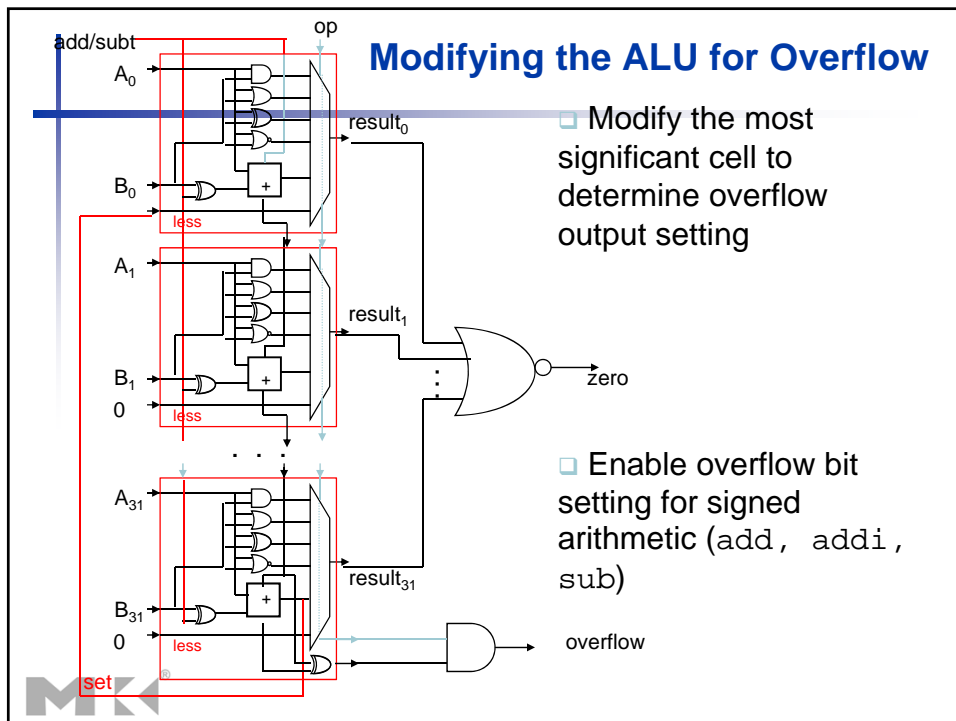 add/subt
op
Modifying the ALU for Overflow
A0
result0
B0
+
less
❑ Modify the most
significant cell to
determine overflow
output setting
A1
result1
B1
+
0
less
zero
. . .
❑ Enable overflow bit
setting for signed
arithmetic (add, addi,
sub)
A31
result31
B31
+
0
less
overflow
set
MK®